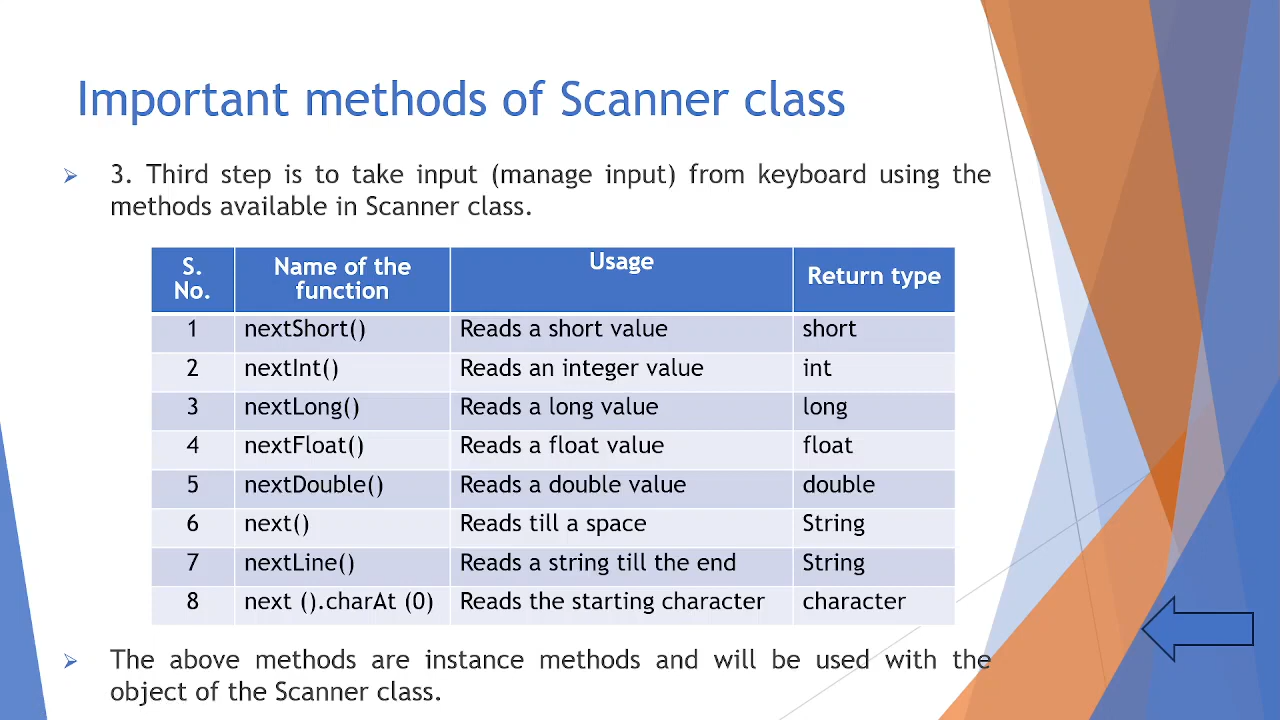 Important methods of Scanner class
3. Third step is to take input (manage input) from keyboard using the
methods available in Scanner class.
S. No. Name of the function Usage Return type
1 nextShort() Reads a short value short
2 nextInt() Reads an integer value int
3 nextLong() Reads a long value long
4 nextFloat() Reads a float value float
5 nextDouble() Reads a double value double
6 next() Reads till a space String
7 nextLine() Reads a string till the end String
8 next ().charAt (0) Reads the starting character character
The above methods are instance methods and will be used with the
object of the Scanner class.